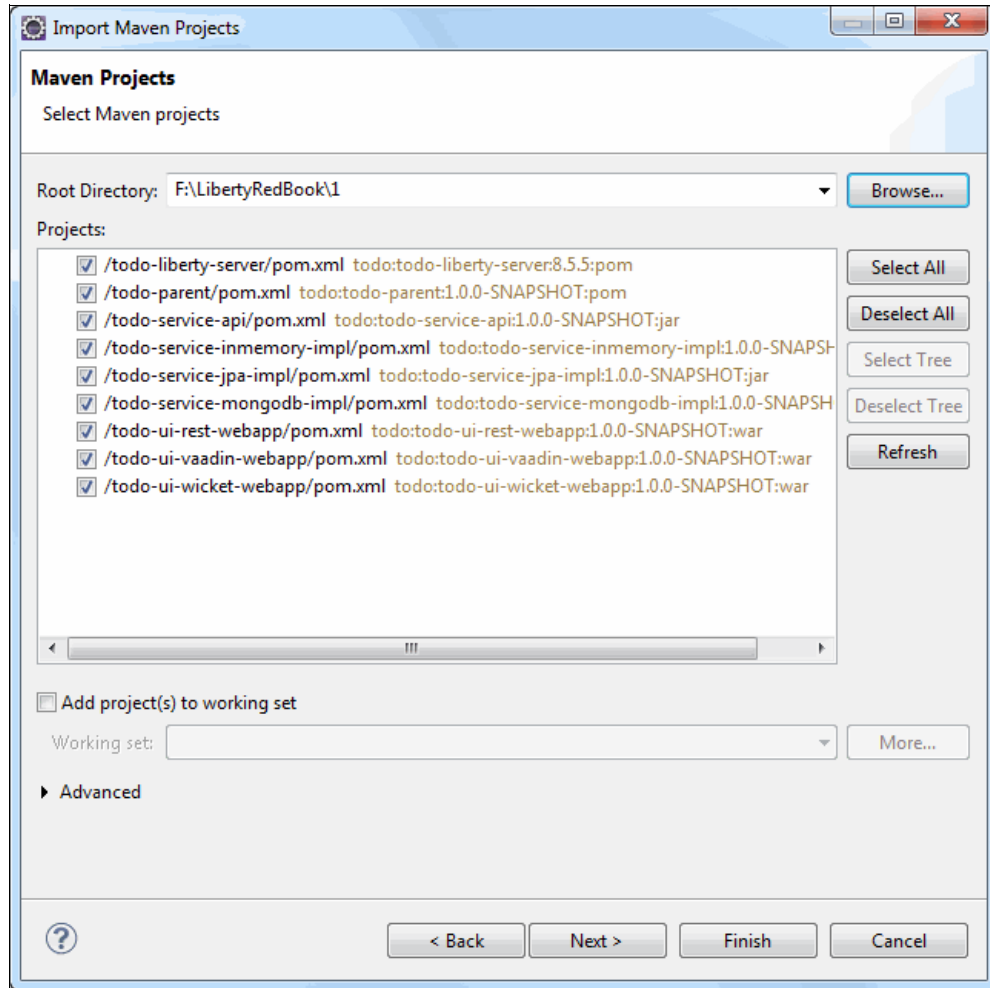 Import Maven Projects
Maven Projects
Select Maven projects
Root Directory: F:\LibertyRedBook\1 Browse...
Projects:
/todo-liberty-server/pom.xml todo:todo-liberty-server:8.5.5:pom
/todo-parent/pom.xml todo:todo-parent:1.0.0-SNAPSHOT:pom
/todo-service-api/pom.xml todo:todo-service-api:1.0.0-SNAPSHOT:jar
/todo-service-inmemory-impl/pom.xml todo:todo-service-inmemory-impl:1.0.0-SNAPSH
/todo-service-jpa-impl/pom.xml todo:todo-service-jpa-impl:1.0.0-SNAPSHOT:jar
/todo-service-mongodb-impl/pom.xml todo:todo-service-mongodb-impl:1.0.0-SNAPSH
/todo-ui-rest-webapp/pom.xml todo:todo-ui-rest-webapp:1.0.0-SNAPSHOT:war
/todo-ui-vaadin-webapp/pom.xml todo:todo-ui-vaadin-webapp:1.0.0-SNAPSHOT:war
/todo-ui-wicket-webapp/pom.xml todo:todo-ui-wicket-webapp:1.0.0-SNAPSHOT:war
Select All
Deselect All
Select Tree
Deselect Tree
Refresh
Add project(s) to working set
Working set: More...
Advanced
? < Back Next > Finish Cancel